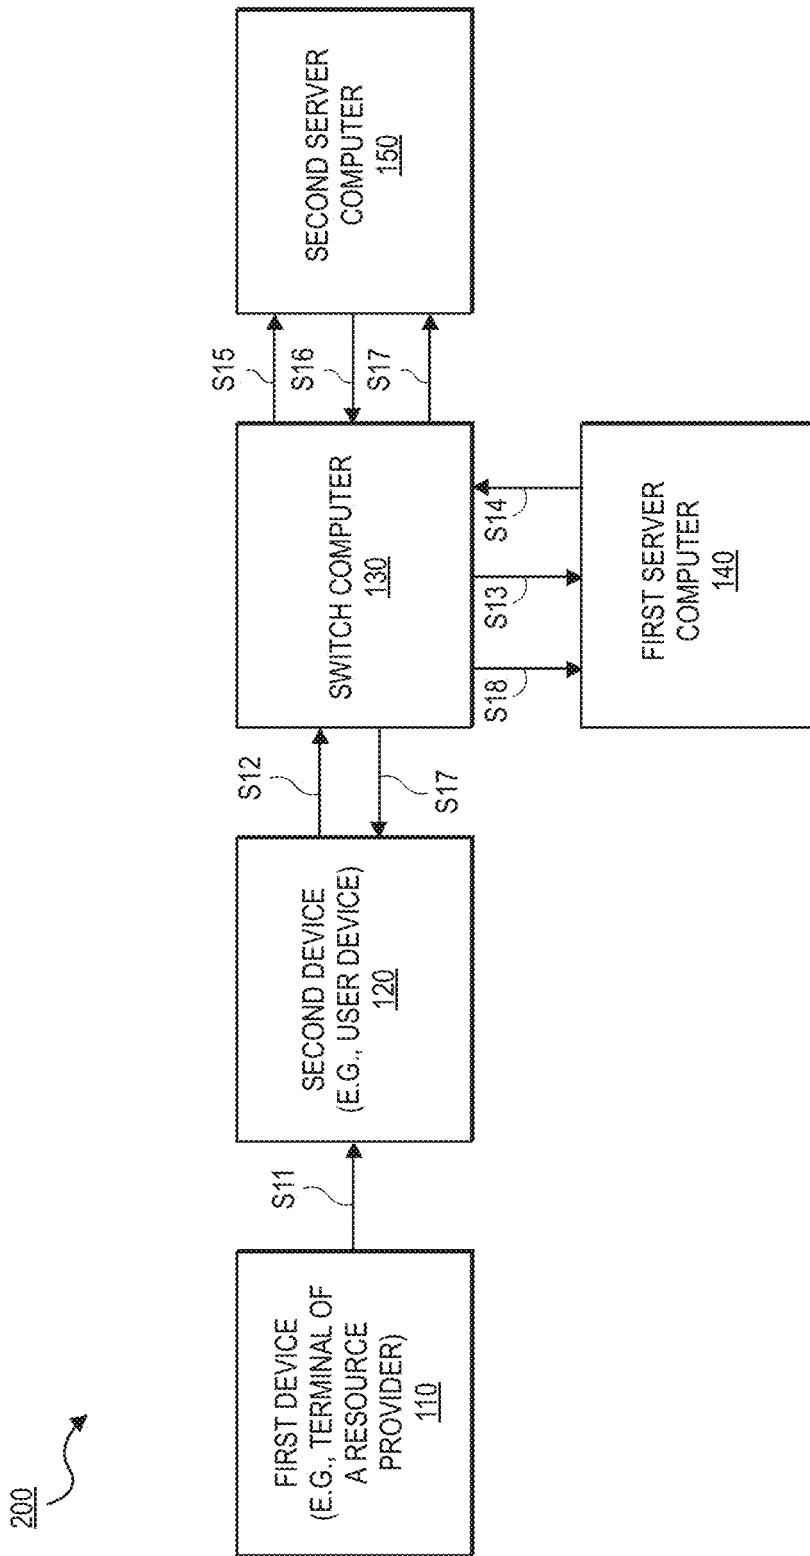 200
FIRST DEVICE
(E.G., TERMINAL OF
A RESOURCE
PROVIDER)
110
S11
SECOND DEVICE
(E.G., USER DEVICE)
120
S12
S17
SWITCH COMPUTER
130
S15
S16
S17
SECOND SERVER
COMPUTER
150
S18
S13
S14
FIRST SERVER
COMPUTER
140